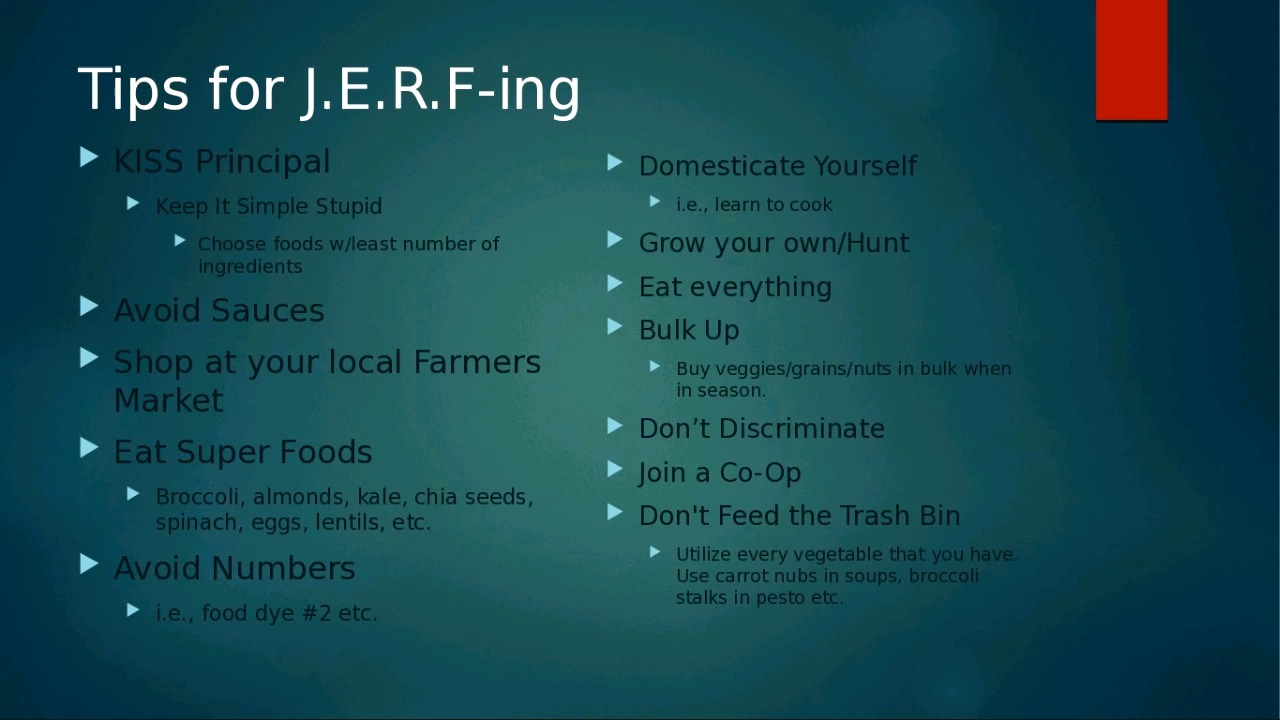 Tips for J.E.R.F-ing
KISS Principal
Keep It Simple Stupid
Choose foods w/least number of
ingredients
Avoid Sauces
Shop at your local Farmers
Market
Eat Super Foods
Broccoli, almonds, kale, chia seeds,
spinach, eggs, lentils, etc.
Avoid Numbers
i.e., food dye #2 etc.
Domesticate Yourself
i.e., learn to cook
Grow your own/Hunt
Eat everything
Bulk Up
Buy veggies/grains/nuts in bulk when
in season.
Don’t Discriminate
Join a Co-Op
Don't Feed the Trash Bin
Utilize every vegetable that you have.
Use carrot nubs in soups, broccoli
stalks in pesto etc.